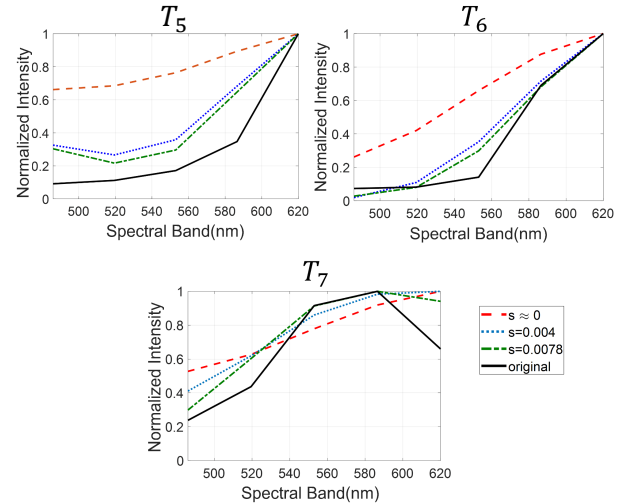 T5
T6
Normalized Intensity
1
0.8
0.6
0.4
0.2
0
500 520 540 560 580 600 620
Spectral Band(nm)
Normalized Intensity
1
0.8
0.6
0.4
0.2
0
500 520 540 560 580 600 620
Spectral Band(nm)
T7
Normalized Intensity
1
0.8
0.6
0.4
0.2
0
500 520 540 560 580 600 620
Spectral Band(nm)
s ≈ 0
s=0.004
s=0.0078
original